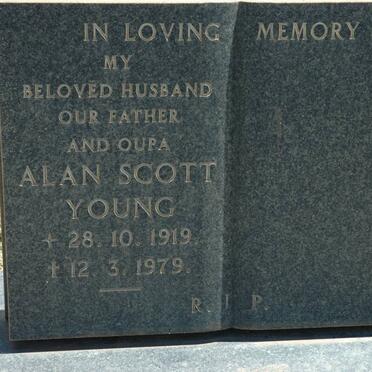 IN LOVING MEMORY
MY
BELOVED HUSBAND
OUR FATHER
AND OUPA
ALAN SCOTT
YOUNG
+ 28. 10. 1919.
† 12. 3. 1979.
R. I. P.